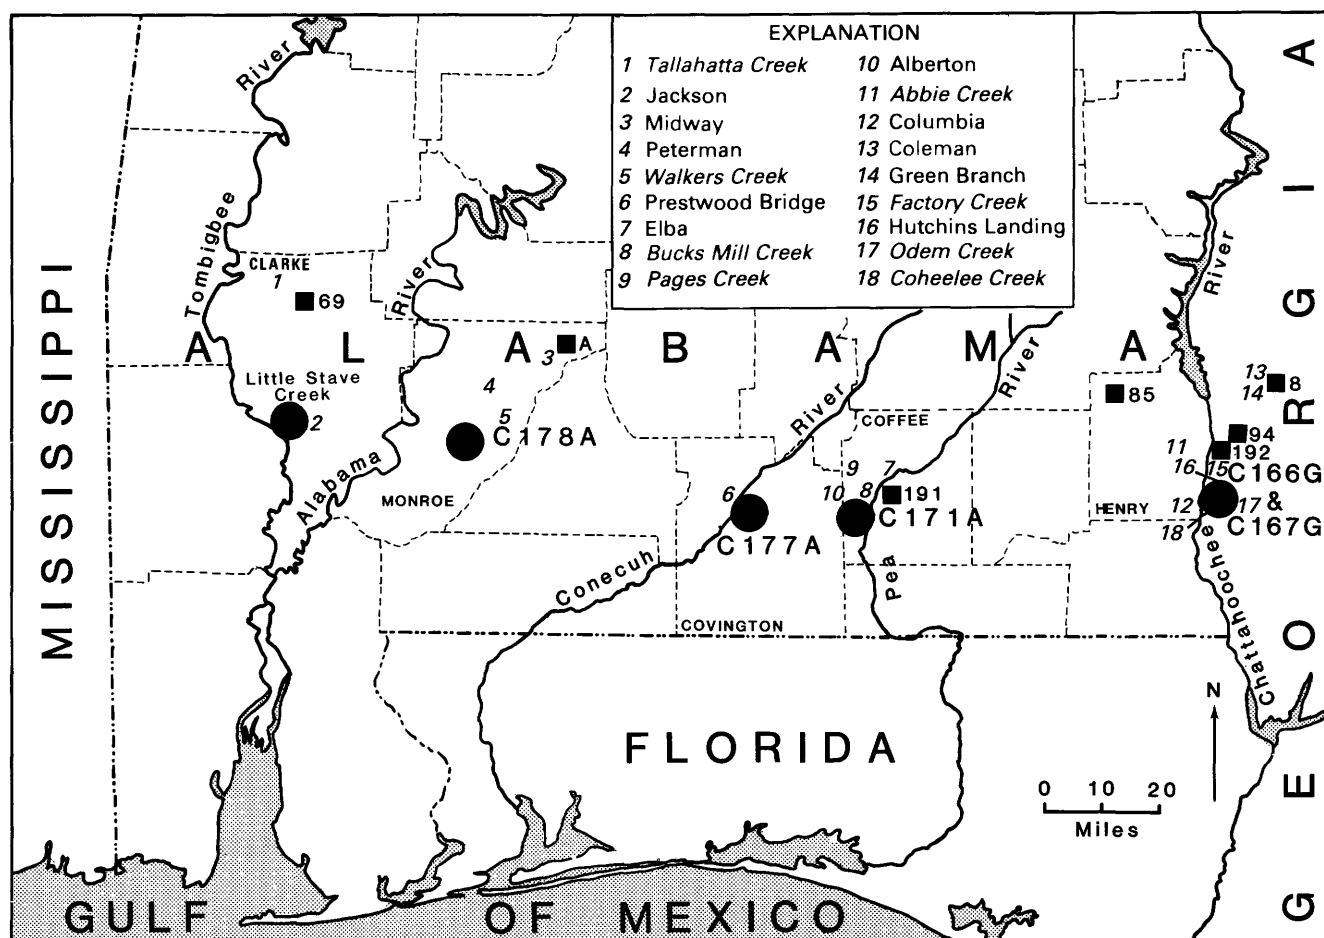 EXPLANATION
1 Tallahatta Creek
2 Jackson
3 Midway
4 Peterman
5 Walkers Creek
6 Prestwood Bridge
7 Elba
8 Bucks Mill Creek
9 Pages Creek
10 Alberton
11 Abbie Creek
12 Columbia
13 Coleman
14 Green Branch
15 Factory Creek
16 Hutchins Landing
17 Odem Creek
18 Coheelee Creek
MISSISSIPPI
ALABAMA
GEORGIA
FLORIDA
GULF OF MEXICO
Tombigbee River
Alabama River
Conecuh River
Pea River
Chattahoochee River
CLARKE
1
69
Little Stave
Creek
2
MONROE
3
A
4
5
C178A
6
C177A
COVINGTON
COFFEE
9
7
10
8
191
C171A
HENRY
85
13
14
8
94
192
11
16
15
C166G
12
17
&
C167G
18
N
0 10 20
Miles